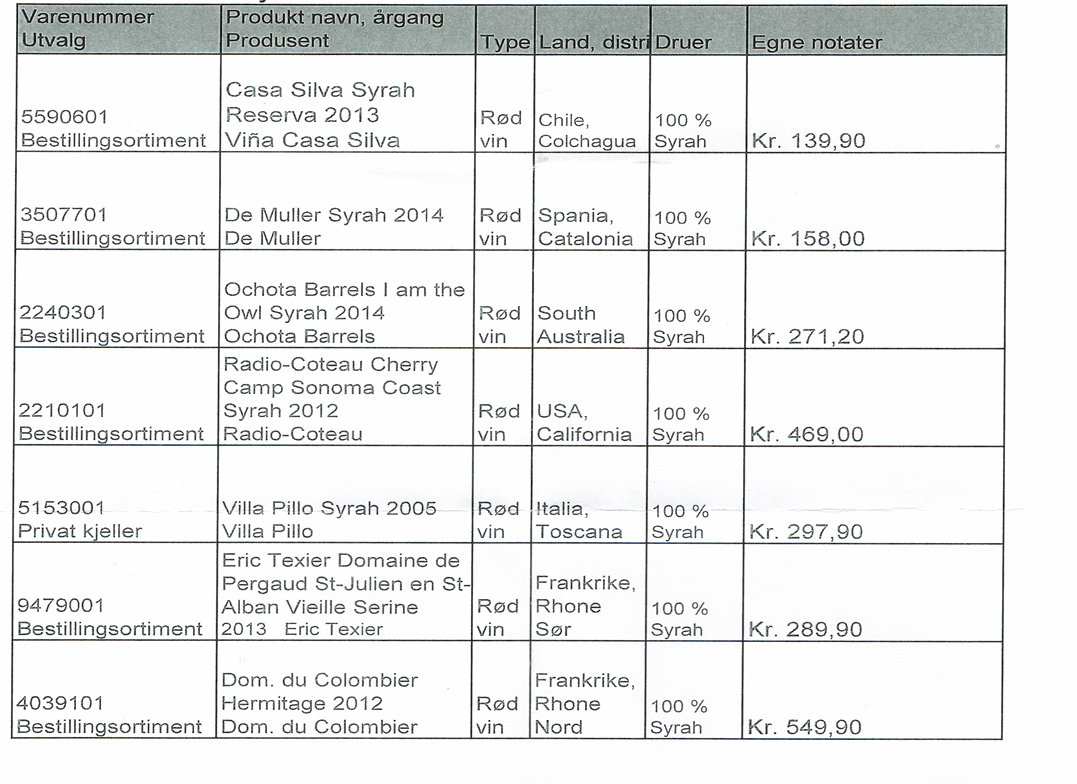 Varenummer Produkt navn, årgang
Utvalg Produsent Type Land, distri Druer Egne notater
Casa Silva Syrah
5590601 Reserva 2013 Rød Chile, 100 %
Bestillingsortiment Viña Casa Silva vin Colchagua Syrah Kr. 139,90
3507701 De Muller Syrah 2014 Rød Spania, 100 %
Bestillingsortiment De Muller vin Catalonia Syrah Kr. 158,00
Ochota Barrels I am the
2240301 Owl Syrah 2014 Rød South 100 %
Bestillingsortiment Ochota Barrels vin Australia Syrah Kr. 271,20
Radio-Coteau Cherry
Camp Sonoma Coast
2210101 Syrah 2012 Rød USA, 100 %
Bestillingsortiment Radio-Coteau vin California Syrah Kr. 469,00
5153001 Villa Pillo Syrah 2005 Rød Italia, 100 %
Privat kjeller Villa Pillo vin Toscana Syrah Kr. 297,90
Eric Texier Domaine de
Pergaud St-Julien en St- Frankrike,
9479001 Alban Vieille Serine Rød Rhone 100 %
Bestillingsortiment 2013 Eric Texier vin Sør Syrah Kr. 289,90
Dom. du Colombier Frankrike,
4039101 Hermitage 2012 Rød Rhone 100 %
Bestillingsortiment Dom. du Colombier vin Nord Syrah Kr. 549,90